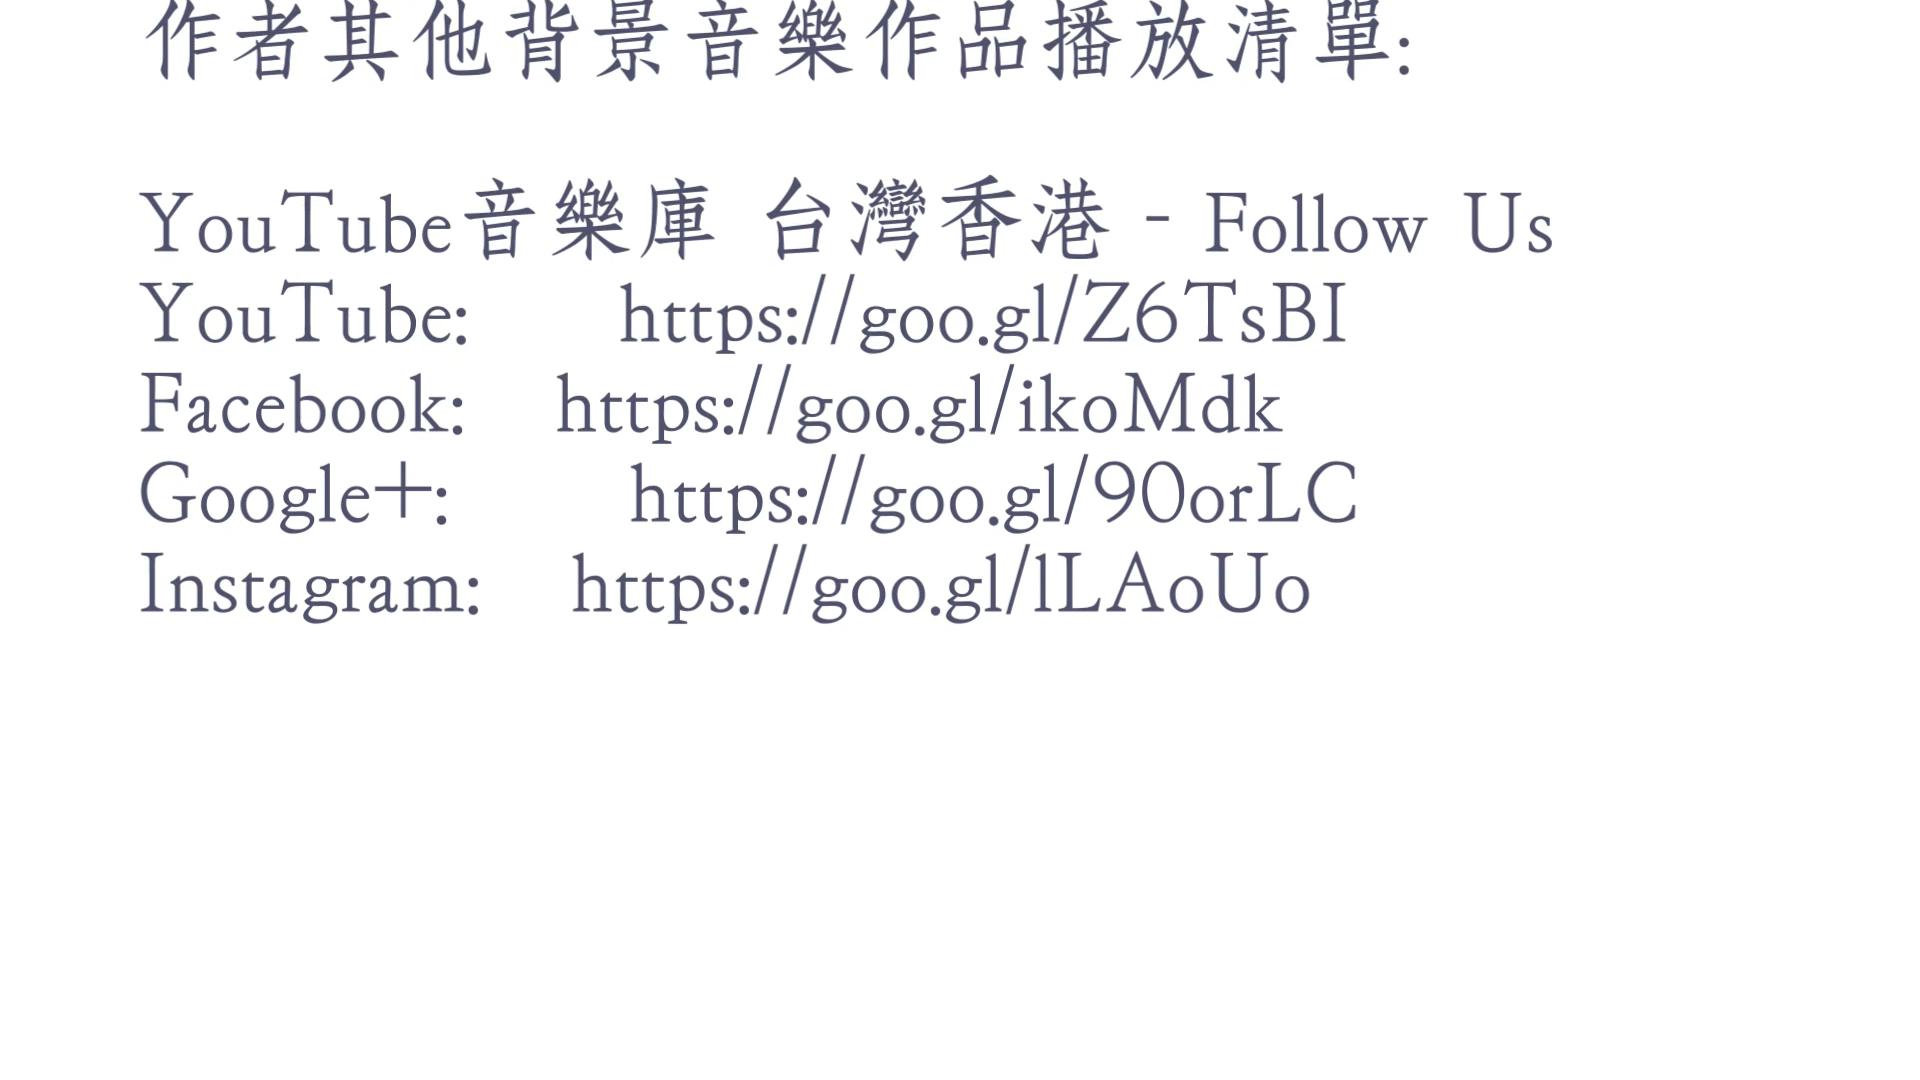 作者其他背景音樂作品播放清單:
YouTube音樂庫 台灣香港 - Follow Us
YouTube: https://goo.gl/Z6TsBI
Facebook: https://goo.gl/ikoMdk
Google+: https://goo.gl/90orLC
Instagram: https://goo.gl/lLAoUo